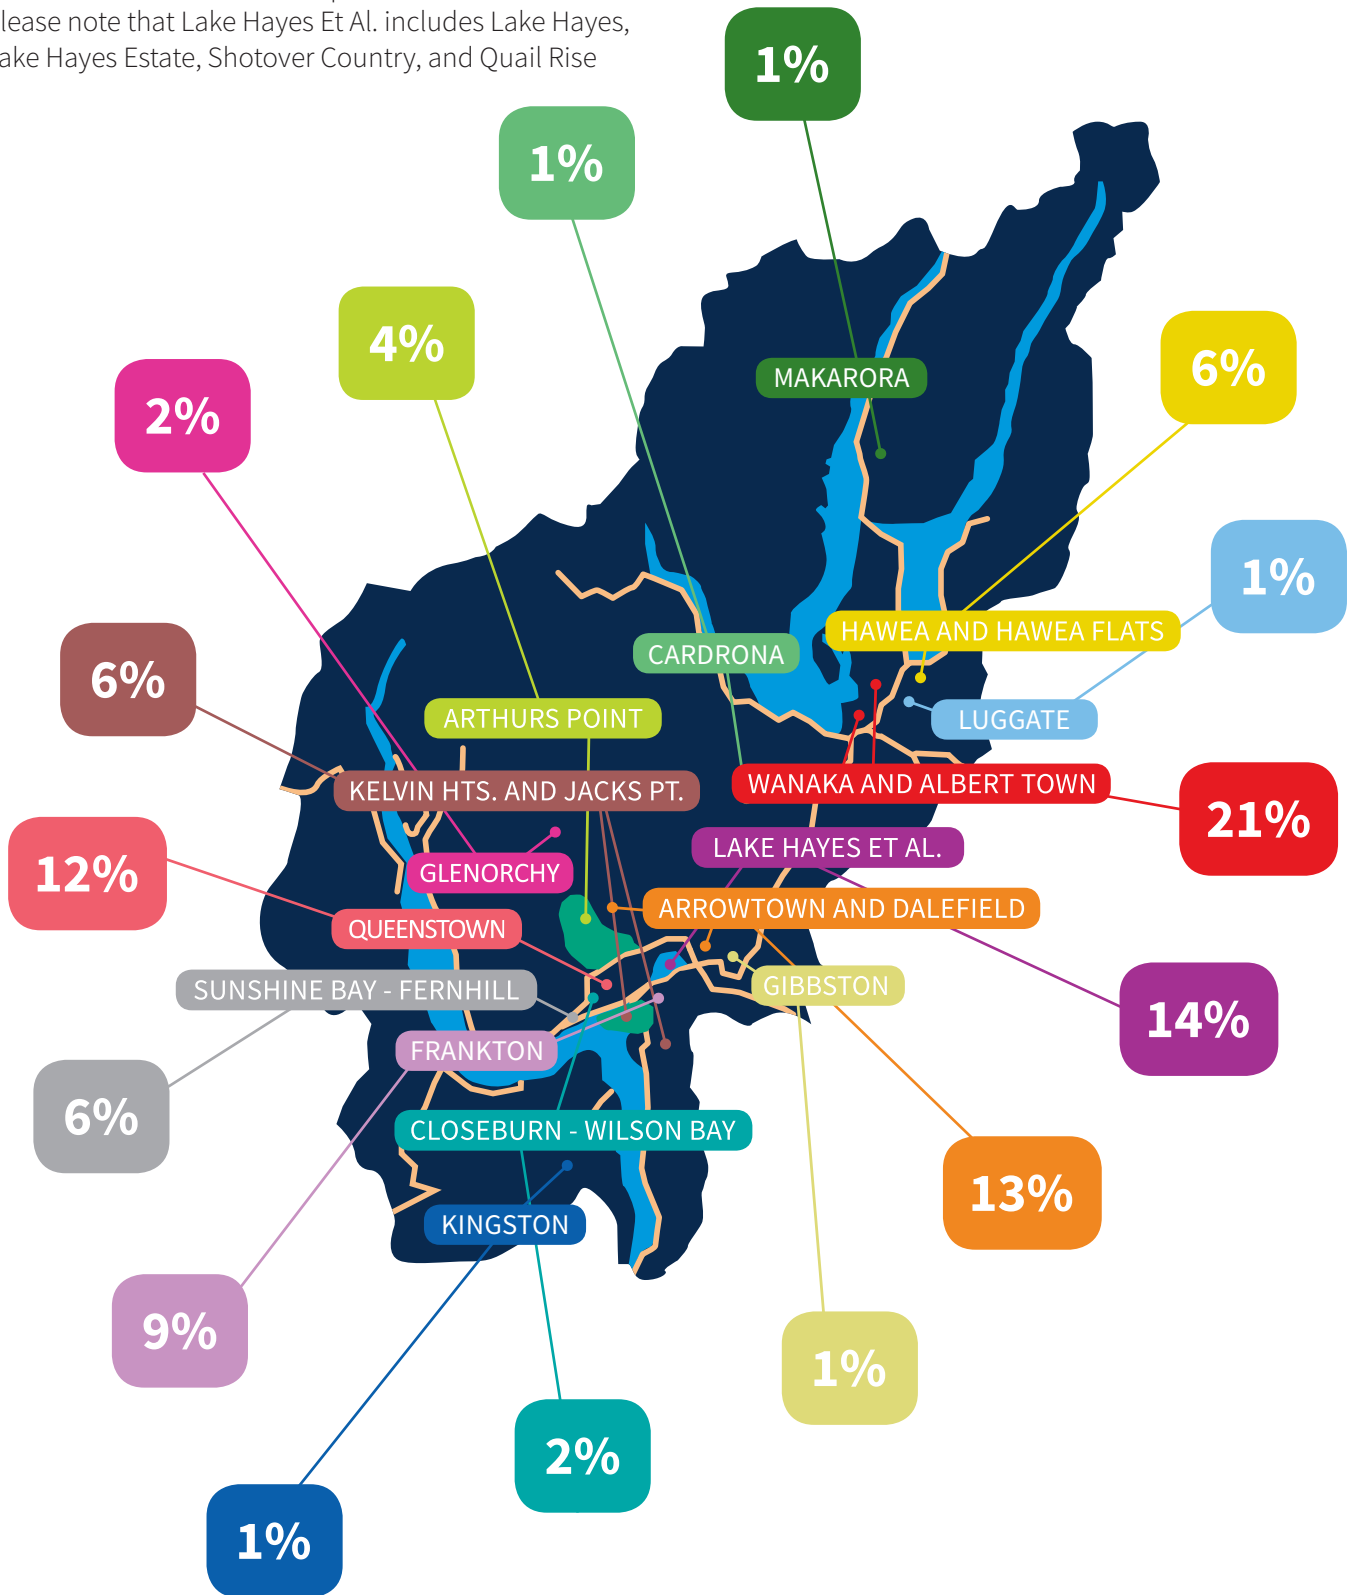 lease note that Lake Hayes Et Al. includes Lake Hayes,
ake Hayes Estate, Shotover Country, and Quail Rise
1%
1%
4%
6%
2%
MAKARORA
1%
6%
HAWEA AND HAWEA FLATS
CARDRONA
ARTHURS POINT
LUGGATE
KELVIN HTS. AND JACKS PT.
WANAKA AND ALBERT TOWN
21%
12%
LAKE HAYES ET AL.
GLENORCHY
ARROWTOWN AND DALEFIELD
QUEENSTOWN
SUNSHINE BAY - FERNHILL
GIBBSTON
14%
FRANKTON
6%
CLOSEBURN - WILSON BAY
13%
KINGSTON
9%
1%
2%
1%